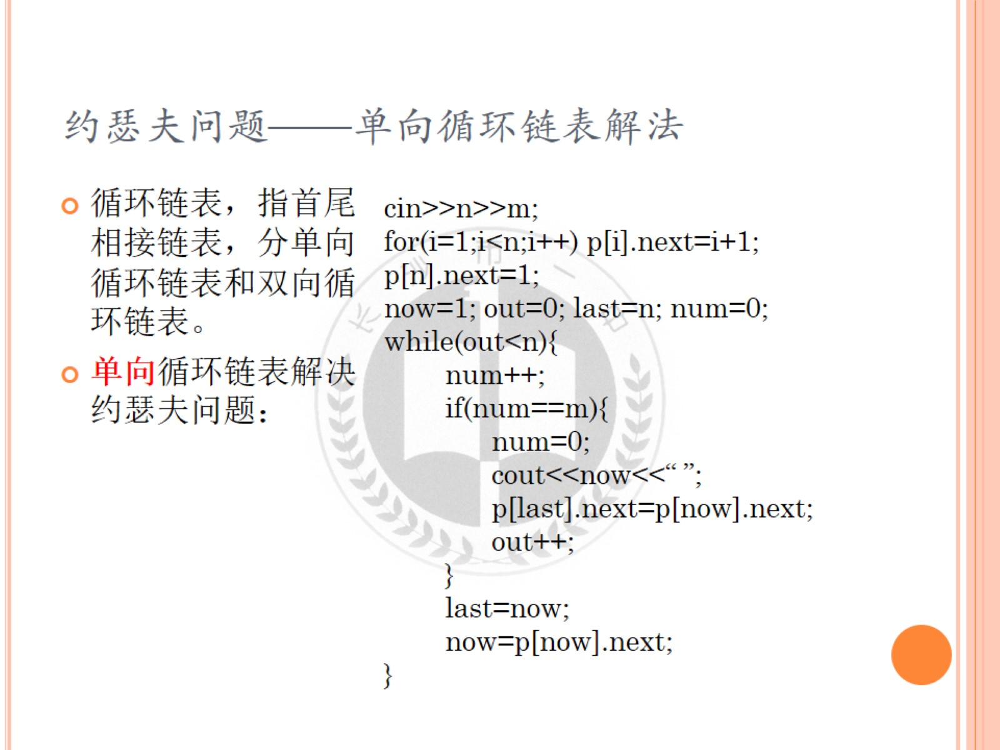 约瑟夫问题——单向循环链表解法
循环链表，指首尾
相接链表，分单向
循环链表和双向循
环链表。
单向循环链表解决
约瑟夫问题：
cin>>n>>m;
for(i=1;i<n;i++) p[i].next=i+1;
p[n].next=1;
now=1; out=0; last=n; num=0;
while(out<n){
num++;
if(num==m){
num=0;
cout<<now<<“ ”;
p[last].next=p[now].next;
out++;
}
last=now;
now=p[now].next;
}